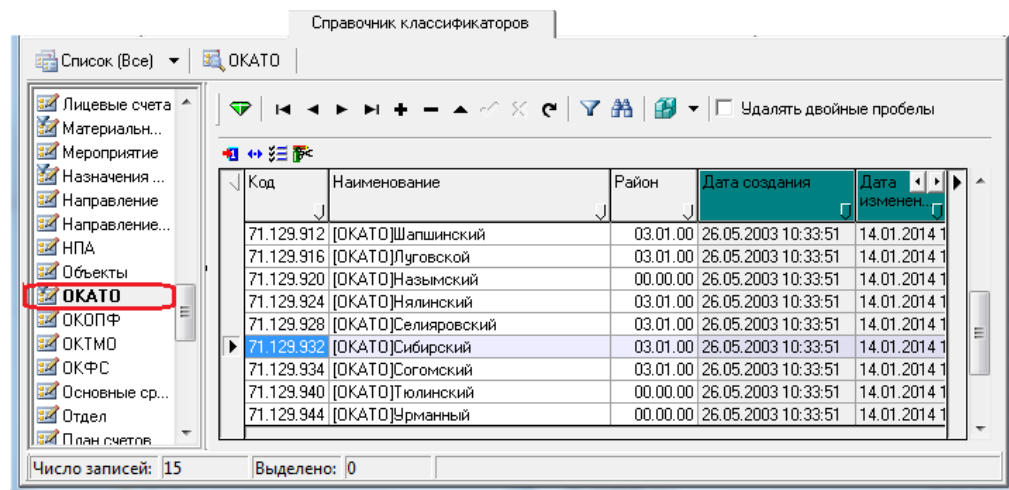 Справочник классификаторов
Список (Все) ОКАТО
Лицевые счета
Материальн...
Мероприятие
Назначения ...
Направление
Направление...
НПА
Объекты
ОКАТО
ОКОПФ
ОКТМО
ОКФС
Основные ср...
Отдел
План счетов
Удалять двойные пробелы
Код Наименование Район Дата создания Дата изменен...
71.129.912 [ОКАТО]Шапшинский 03.01.00 26.05.2003 10:33:51 14.01.2014 1
71.129.916 [ОКАТО]Луговской 03.01.00 26.05.2003 10:33:51 14.01.2014 1
71.129.920 [ОКАТО]Назымский 00.00.00 26.05.2003 10:33:51 14.01.2014 1
71.129.924 [ОКАТО]Нялинский 03.01.00 26.05.2003 10:33:51 14.01.2014 1
71.129.928 [ОКАТО]Селияровский 03.01.00 26.05.2003 10:33:51 14.01.2014 1
71.129.932 [ОКАТО]Сибирский 03.01.00 26.05.2003 10:33:51 14.01.2014 1
71.129.934 [ОКАТО]Согомский 03.01.00 26.05.2003 10:33:51 14.01.2014 1
71.129.940 [ОКАТО]Тюлинский 00.00.00 26.05.2003 10:33:51 14.01.2014 1
71.129.944 [ОКАТО]Урманный 00.00.00 26.05.2003 10:33:51 14.01.2014 1
Число записей: 15 Выделено: 0